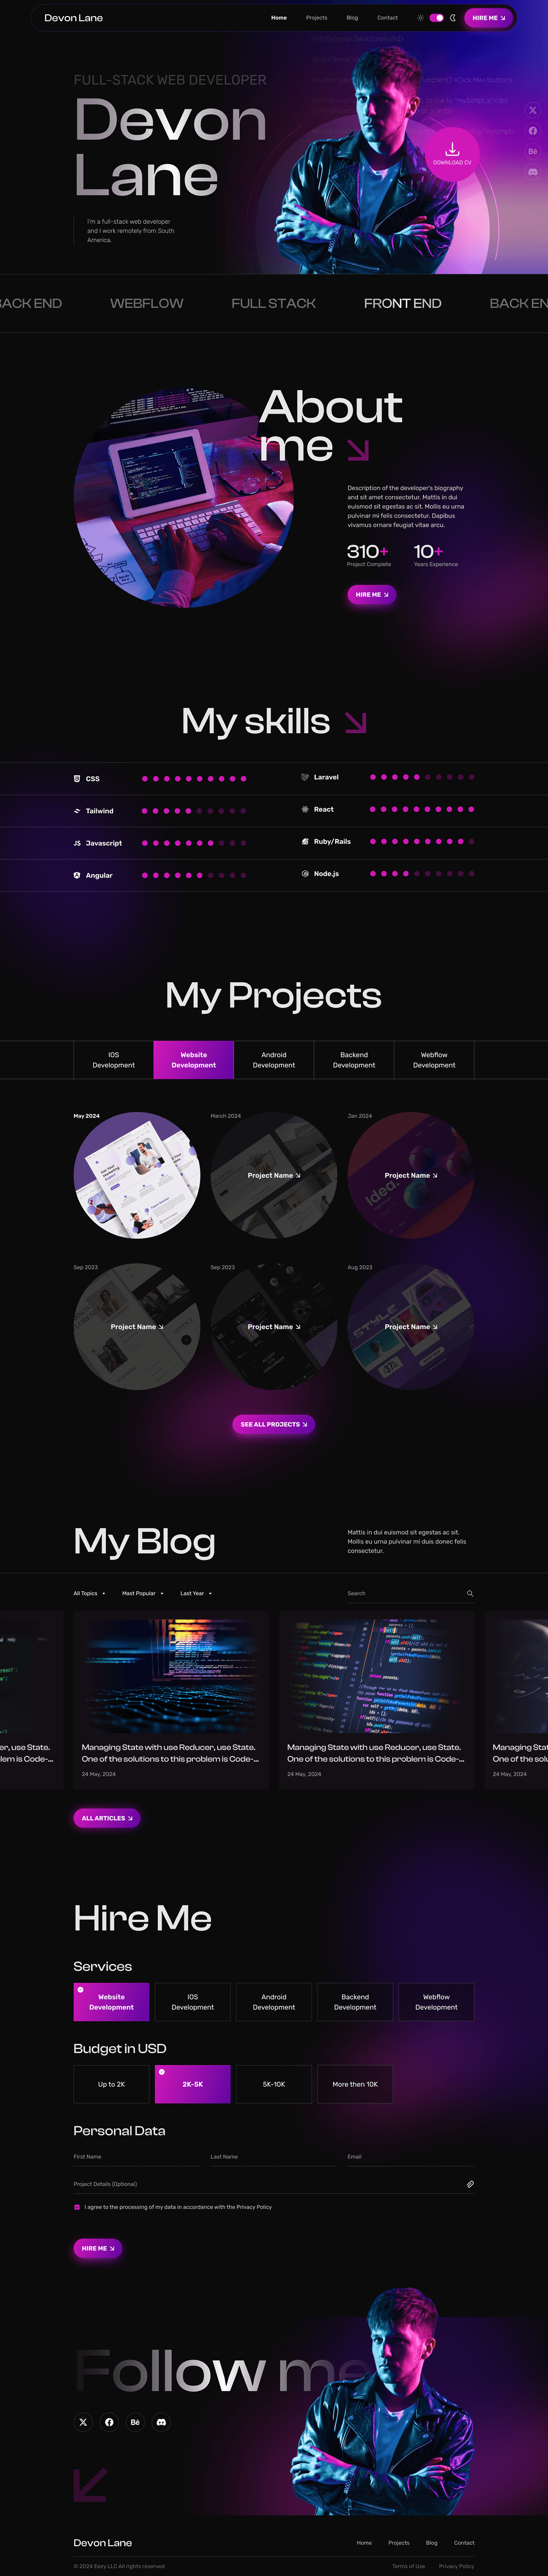 Devon Lane
Home
Projects
Blog
Contact
HIRE ME
FULL-STACK WEB DEVELOPER
Devon
Lane
DOWNLOAD CV
Bē
I'm a full-stack web developer
and I work remotely from South
America.
BACK END
WEBFLOW
FULL STACK
FRONT END
BACK EN
About
me
Description of the developer's biography
and sit amet consectetur. Mattis in dui
euismod sit egestas ac sit. Mollis eu urna
pulvinar mi felis consectetur. Dapibus
vivamus ornare feugiat vitae arcu.
310+
Project Complete
10+
Years Experience
HIRE ME
My skills
CSS
Laravel
Tailwind
React
JS Javascript
Ruby/Rails
Angular
Node.js
My Projects
IOS
Development
Website
Development
Android
Development
Backend
Development
Webflow
Development
May 2024
March 2024
Jan 2024
Project Name
Project Name
Idea.
Sep 2023
Sep 2023
Aug 2023
Project Name
Project Name
Project Name
STYLE
SEE ALL PROJECTS
My Blog
Mattis in dui euismod sit egestas ac sit.
Mollis eu urna pulvinar mi duis donec felis
consectetur.
All Topics
Mast Popular
Last Year
Search
er, use State.
lem is Code-...
Managing State with use Reducer, use State.
One of the solutions to this problem is Code-...
24 May, 2024
Managing State with use Reducer, use State.
One of the solutions to this problem is Code-...
24 May. 2024
Managing Stat
One of the solu
24 May, 2024
ALL ARTICLES
Hire Me
Services
Website
Development
IOS
Development
Android
Development
Backend
Development
Webflow
Development
Budget in USD
Up to 2K
2K-5K
5K-10K
More then 10K
Personal Data
First Name
Last Name
Email
Project Details (Optional)
I agree to the processing of my data in accordance with the Privacy Policy
HIRE ME
Follow me
Bē
Devon Lane
Home
Projects
Blog
Contact
© 2024 Eezy LLC All rights reserved
Terms of Use
Privacy Policy